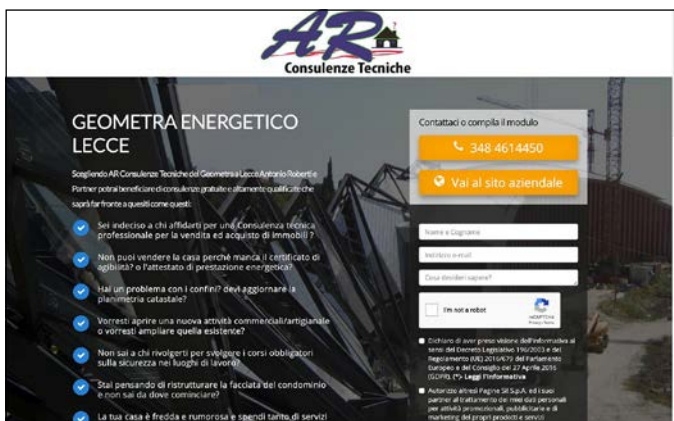 AR
Consulenze Tecniche
GEOMETRA ENERGETICO
LECCE
Scegliendo AR Consulenze Tecniche del Geometra a Lecce Antonio Roberti e
Partner potrai beneficiare di consulenze gratuite e altamente qualificate che
saprà far fronte a quesiti come questi:
Sei indeciso a chi affidarti per una Consulenza tecnica
professionale per la vendita ed acquisto di Immobili ?
Non puoi vendere la casa perchè manca il certificato di
agibilità? o l'attestato di prestazione energetica?
Hai un problema con i confini? devi aggiornare la
planimetria catastale?
Vorresti aprire una nuova attività commerciali/artigianale
o vorresti ampliare quella esistente?
Non sai a chi rivolgerti per svolgere i corsi obbligatori
sulla sicurezza nei luoghi di lavoro?
Stai pensando di ristrutturare la facciata del condominio
e non sai da dove cominciare?
La tua casa è fredda e rumorosa e spendi tanto di servizi
Contattaci o compila il modulo
348 4614450
Vai al sito aziendale
Nome e Cognome
Indirizzo e-mail
Cosa desideri sapere?
I'm not a robot
reCAPTCHA
Privacy - Terms
Dichiaro di aver preso visione dell'informativa ai
sensi del Decreto Legislativo 196/2003 e del
Regolamento (UE) 2016/679 del Parlamento
Europeo e del Consiglio del 27 Aprile 2016
(GDPR). (*)- Leggi l'informativa
Autorizzo altresì Pagine Sì! S.p.A. ed i suoi
partner al trattamento dei miei dati personali
per attività promozionali, pubblicitarie e di
marketing dei propri prodotti e servizi